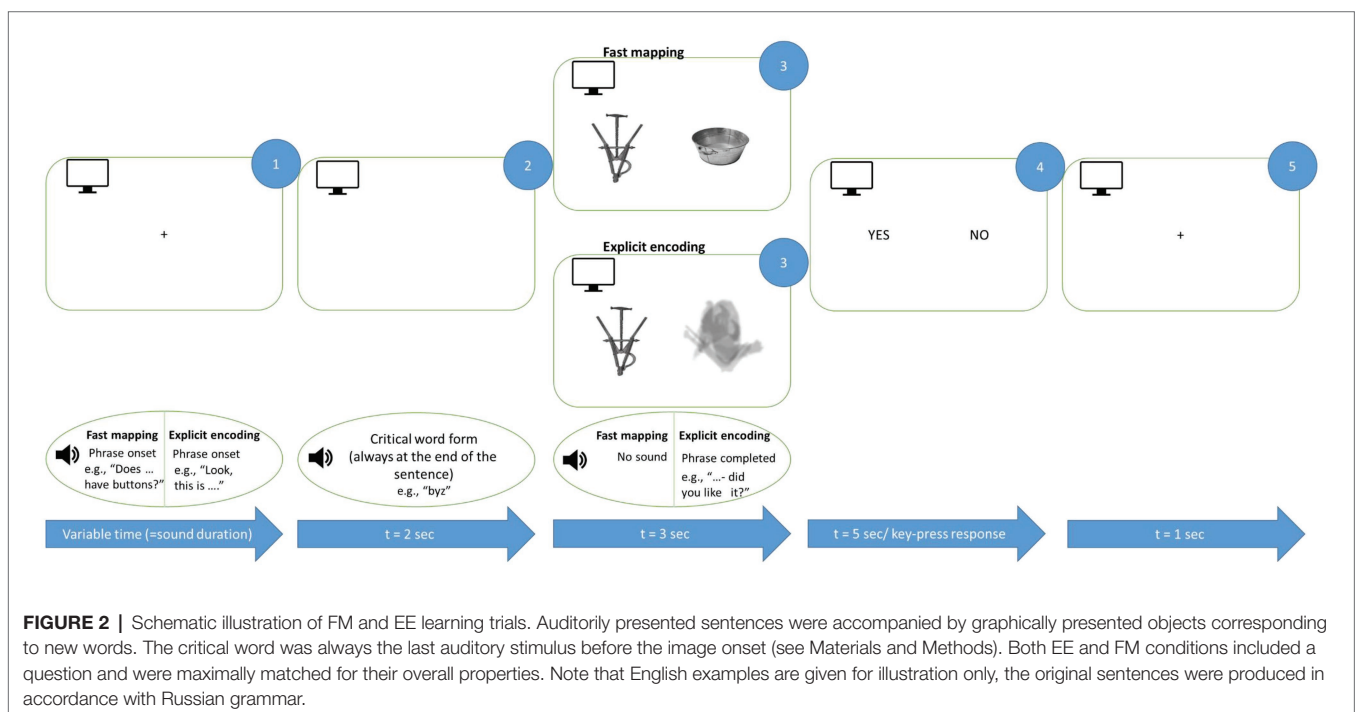 Fast mapping
3
1
2
4
5
+
YES NO
+
Explicit encoding
3
Fast mapping
Phrase onset
e.g., “Does ...
have buttons?”
Explicit encoding
Phrase onset
e.g., “Look,
this is ....”
Critical word form
(always at the end of the
sentence)
e.g., “byz”
Fast mapping
No sound
Explicit encoding
Phrase completed
e.g., “...- did
you like it?”
Variable time (=sound duration)
t = 2 sec
t = 3 sec
t = 5 sec/ key-press response
t = 1 sec
FIGURE 2 | Schematic illustration of FM and EE learning trials. Auditorily presented sentences were accompanied by graphically presented objects corresponding
to new words. The critical word was always the last auditory stimulus before the image onset (see Materials and Methods). Both EE and FM conditions included a
question and were maximally matched for their overall properties. Note that English examples are given for illustration only, the original sentences were produced in
accordance with Russian grammar.